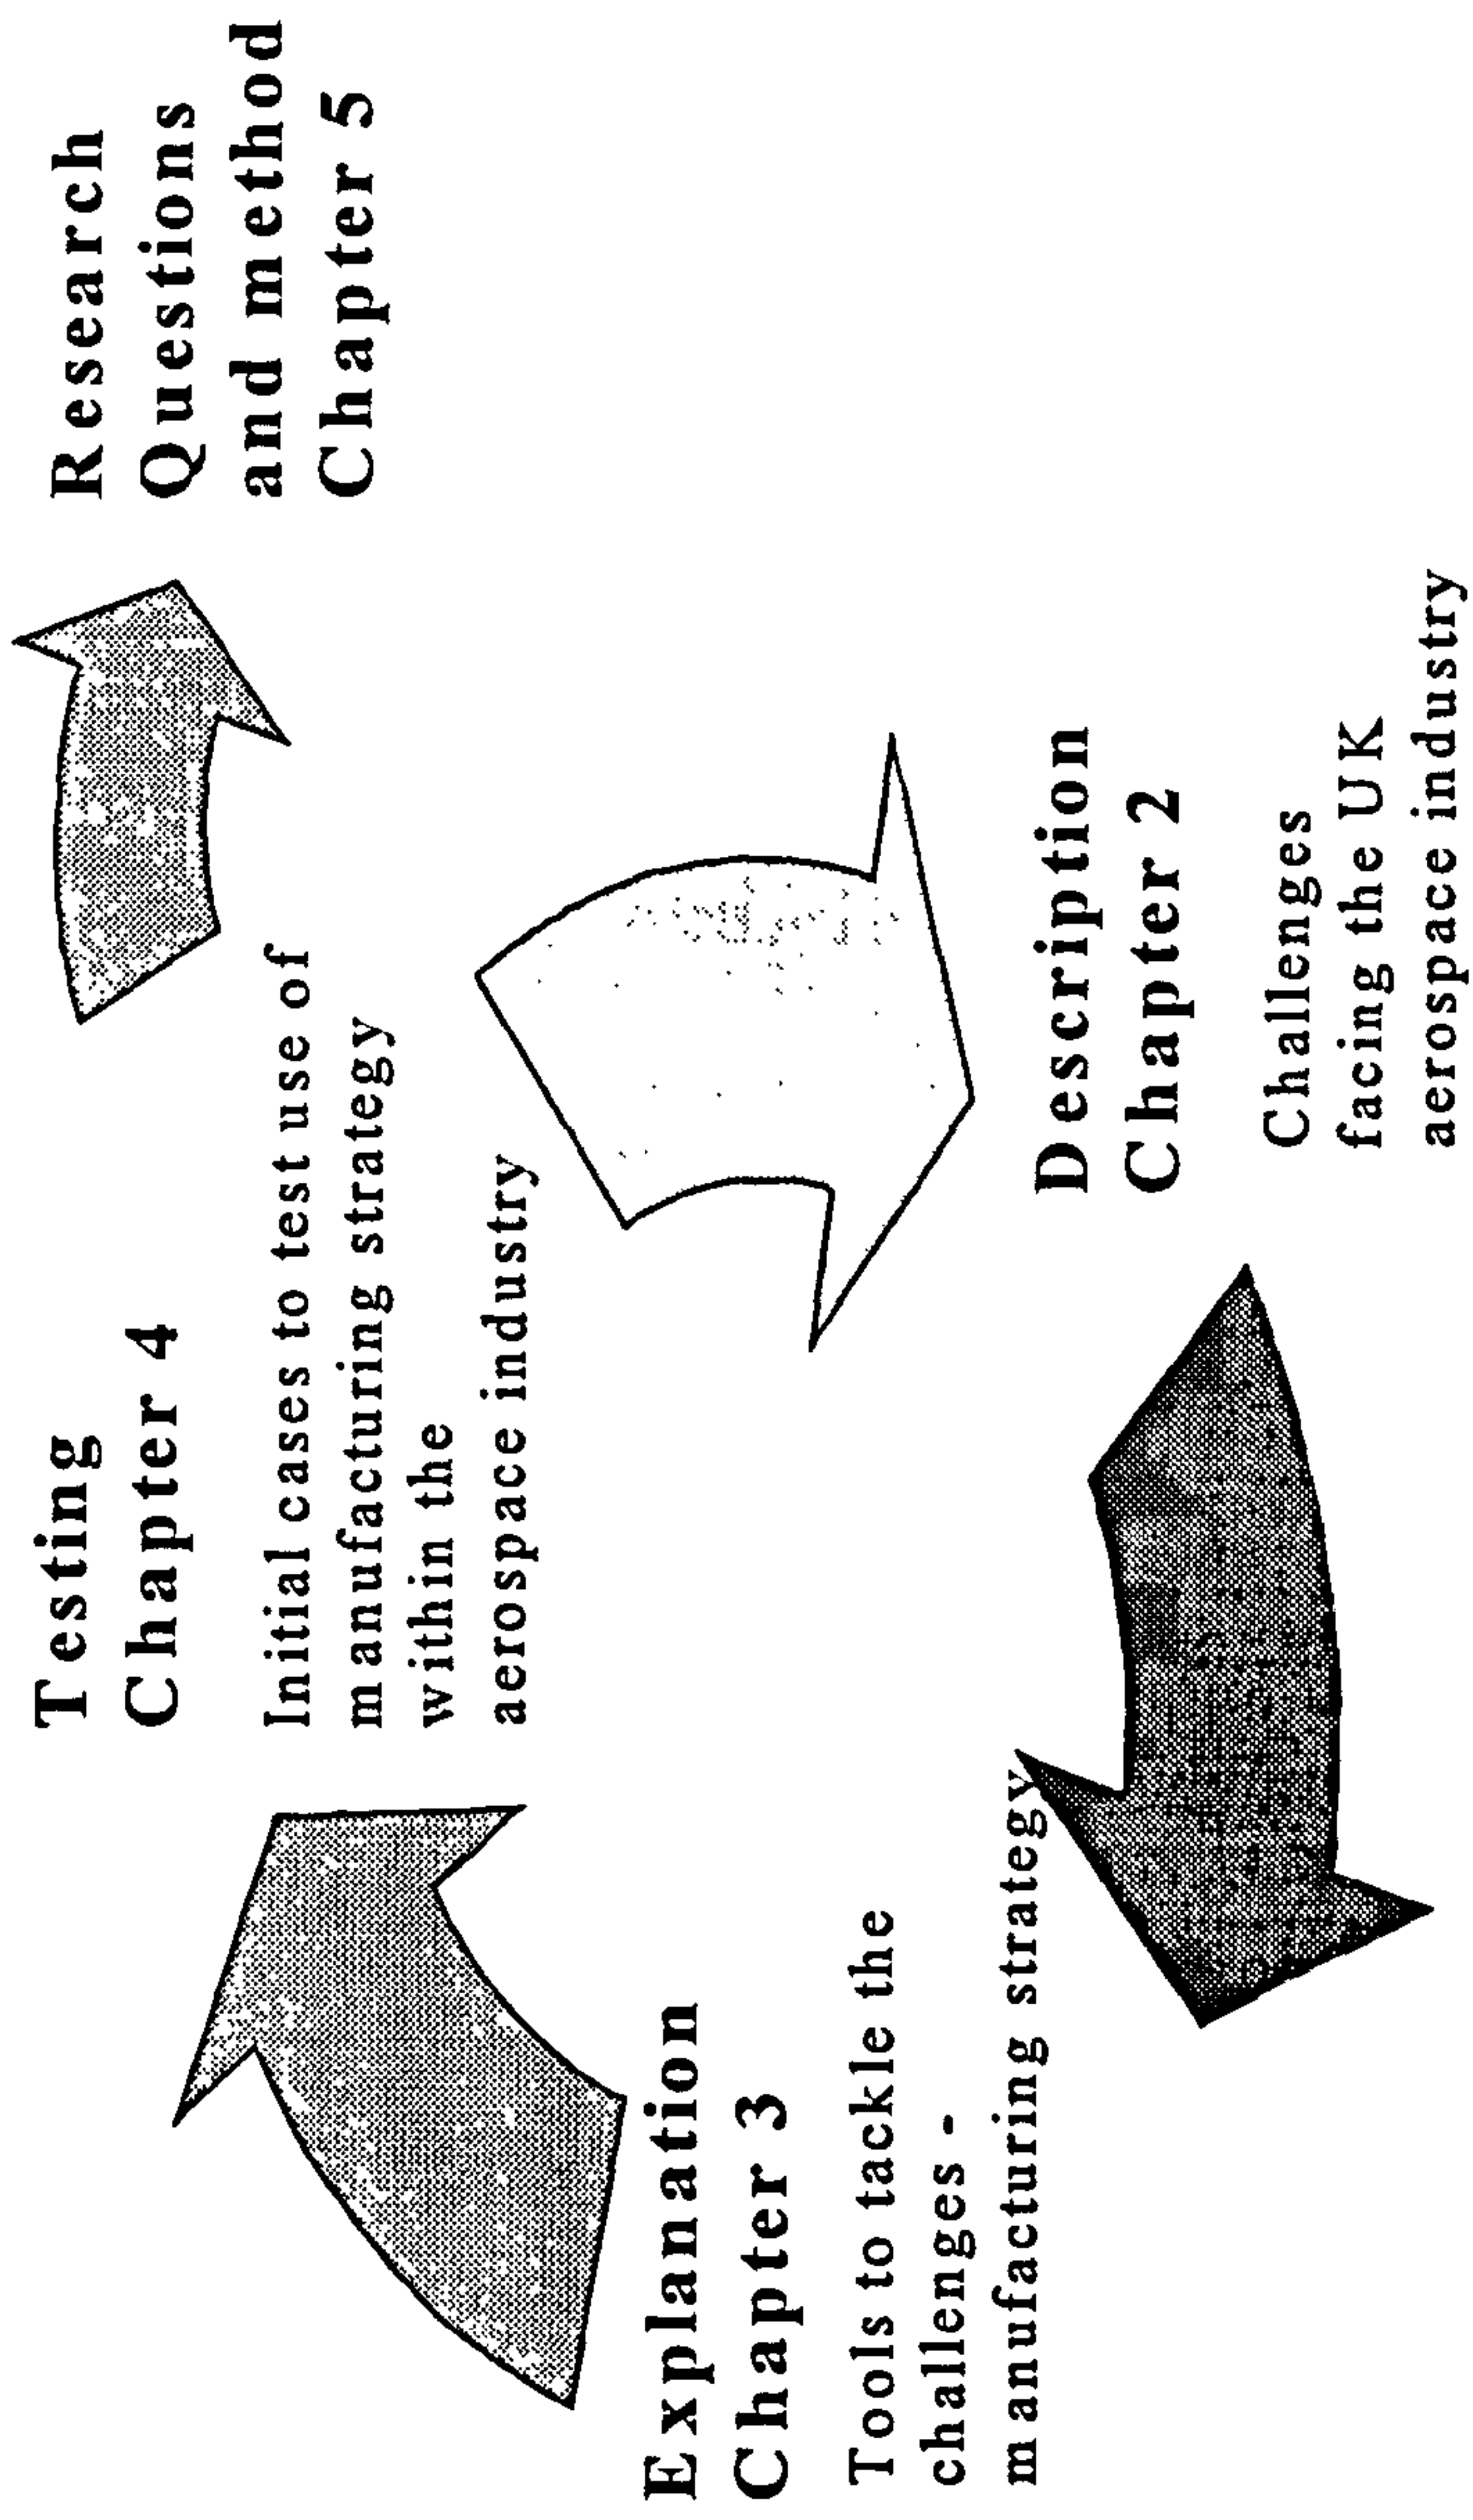 Testing
Chapter 4
Initial cases to test use of
manufacturing strategy
within the
aerospace industry
Research
Questions
and method
Chapter 5
Explanation
Chapter 3
Tools to tackle the
challenges -
manufacturing strategy
Description
Chapter 2
Challenges
facing the UK
aerospace industry